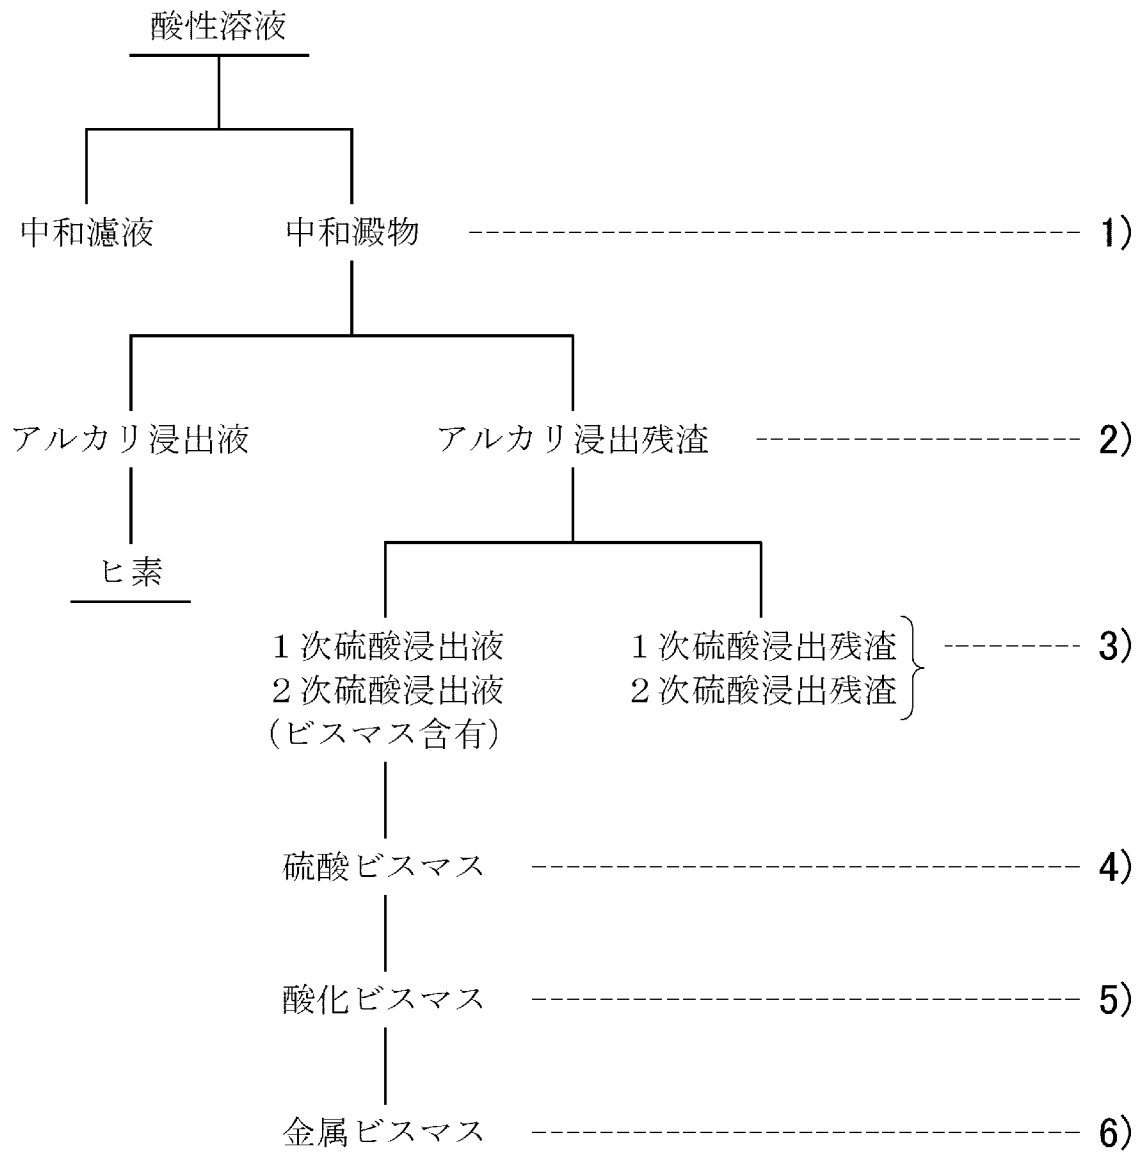 酸性溶液
中和濾液 中和澱物 1)
アルカリ浸出液 アルカリ浸出残渣 2)
ヒ素
1次硫酸浸出液 1次硫酸浸出残渣 3)
2次硫酸浸出液 2次硫酸浸出残渣
(ビスマス含有)
硫酸ビスマス 4)
酸化ビスマス 5)
金属ビスマス 6)